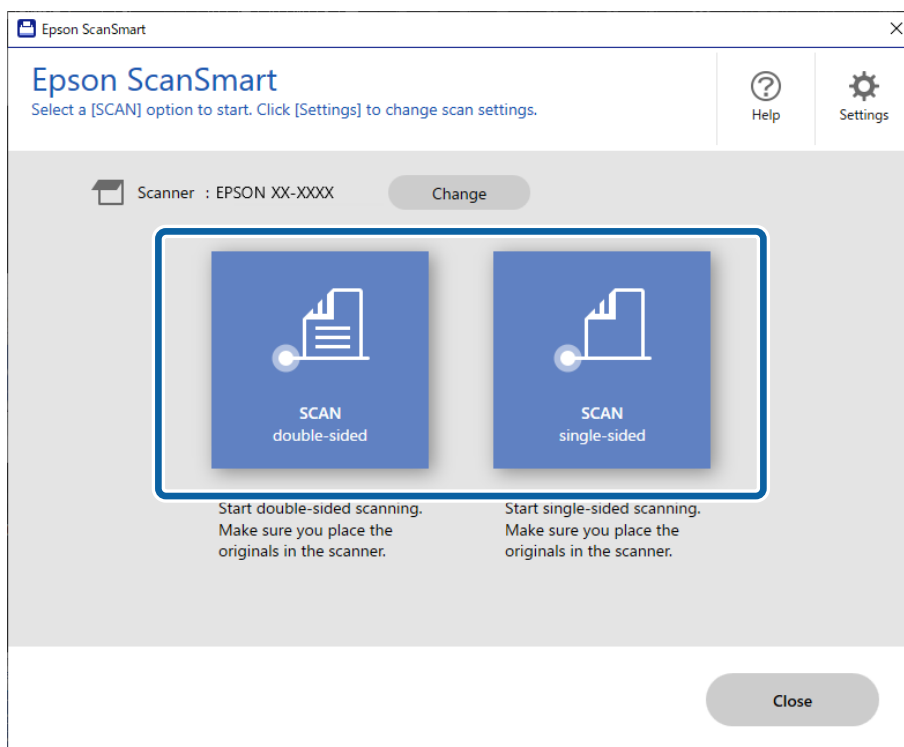 Epson ScanSmart
Epson ScanSmart
Select a [SCAN] option to start. Click [Settings] to change scan settings.
Help
Settings
Scanner : EPSON XX-XXXX
Change
SCAN
double-sided
SCAN
single-sided
Start double-sided scanning.
Make sure you place the
originals in the scanner.
Start single-sided scanning.
Make sure you place the
originals in the scanner.
Close